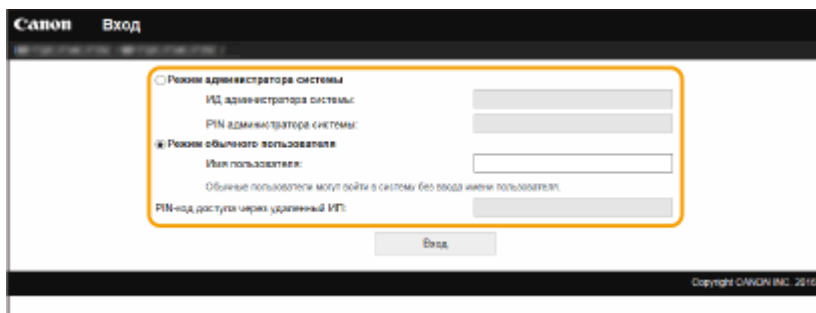 Canon Вход
Режим администратора системы
ИД администратора системы:
PIN администратора системы:
Режим обычного пользователя
Имя пользователя:
Обычные пользователи могут войти в систему без ввода имени пользователя.
PIN-код доступа через удаленный ИП:
Вход
Copyright CANON INC. 2016